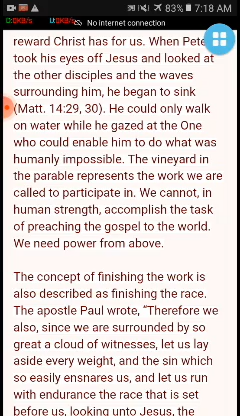 0:0KB/s U:0KB/s 83% 7:18 AM
No internet connection
reward Christ has for us. When Pete
took his eyes off Jesus and looked at
the other disciples and the waves
surrounding him, he began to sink
(Matt. 14:29, 30). He could only walk
on water while he gazed at the One
who could enable him to do what was
humanly impossible. The vineyard in
the parable represents the work we are
called to participate in. We cannot, in
human strength, accomplish the task
of preaching the gospel to the world.
We need power from above.
The concept of finishing the work is
also described as finishing the race.
The apostle Paul wrote, “Therefore we
also, since we are surrounded by so
great a cloud of witnesses, let us lay
aside every weight, and the sin which
so easily ensnares us, and let us run
with endurance the race that is set
before us, looking unto Jesus, the